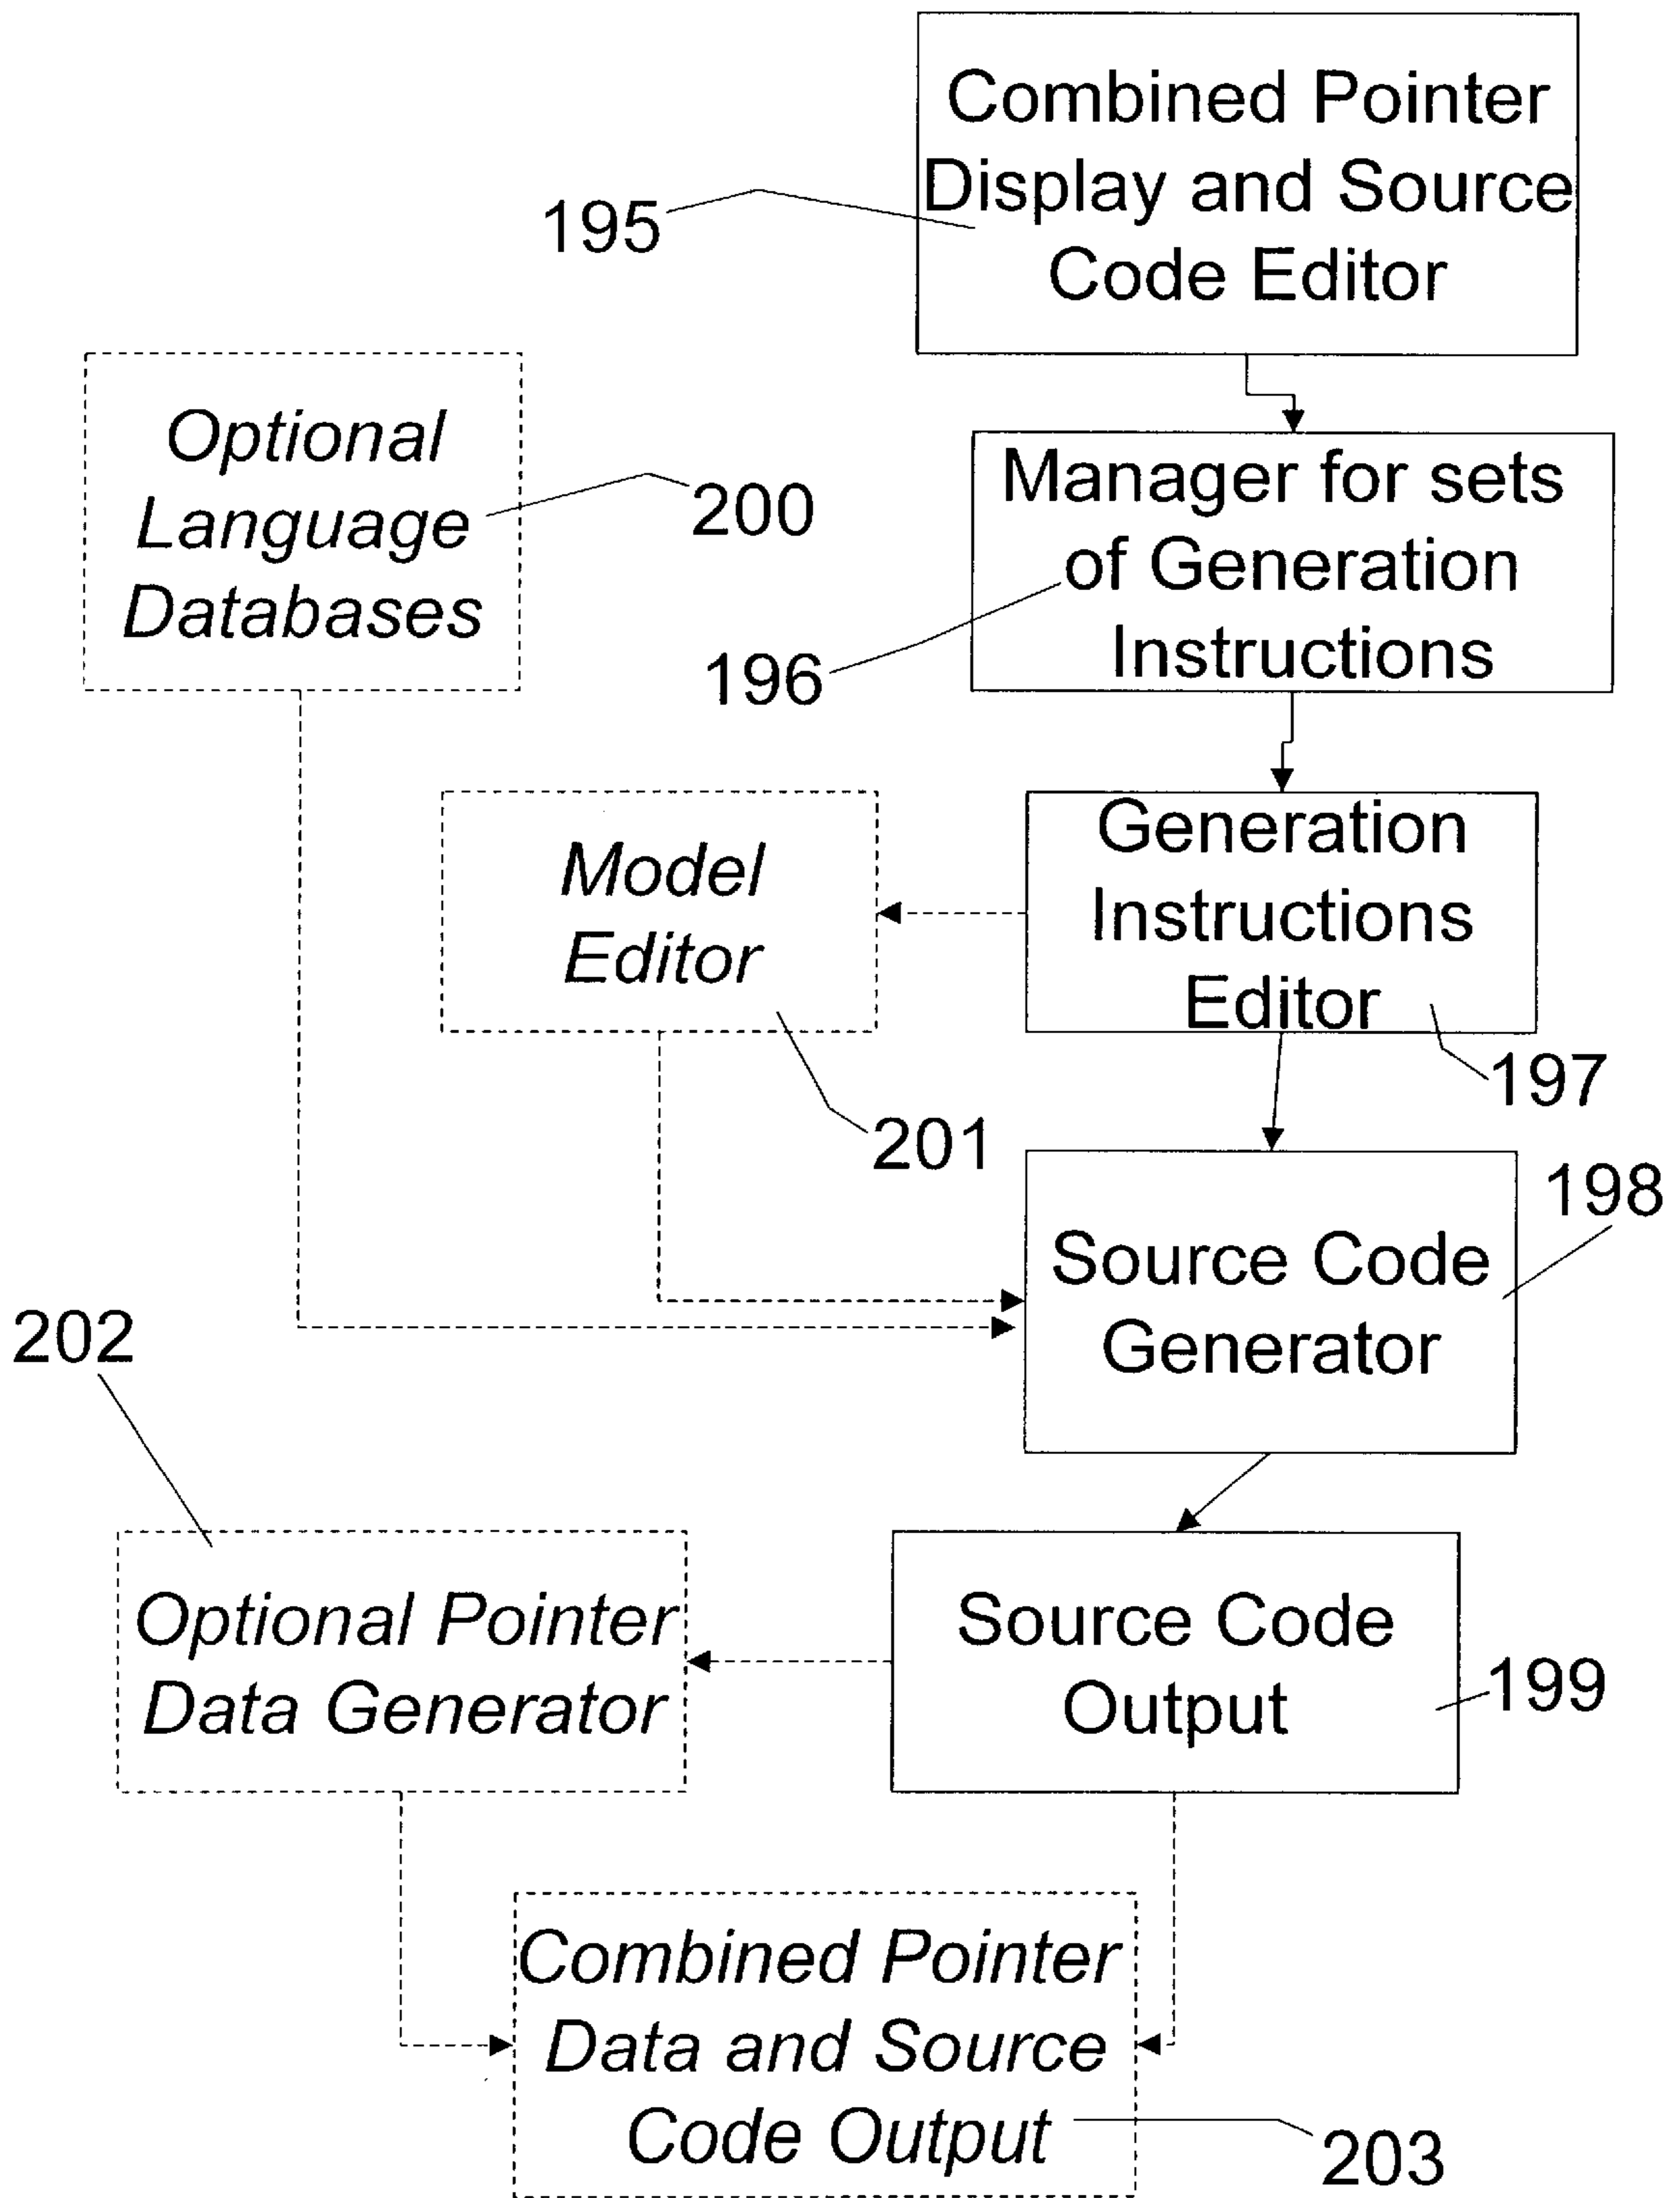 Combined Pointer
Display and Source
Code Editor
195
Optional
Language
Databases
200
Manager for sets
of Generation
Instructions
196
Model
Editor
201
Generation
Instructions
Editor
197
Source Code
Generator
198
202
Optional Pointer
Data Generator
Source Code
Output
199
Combined Pointer
Data and Source
Code Output
203